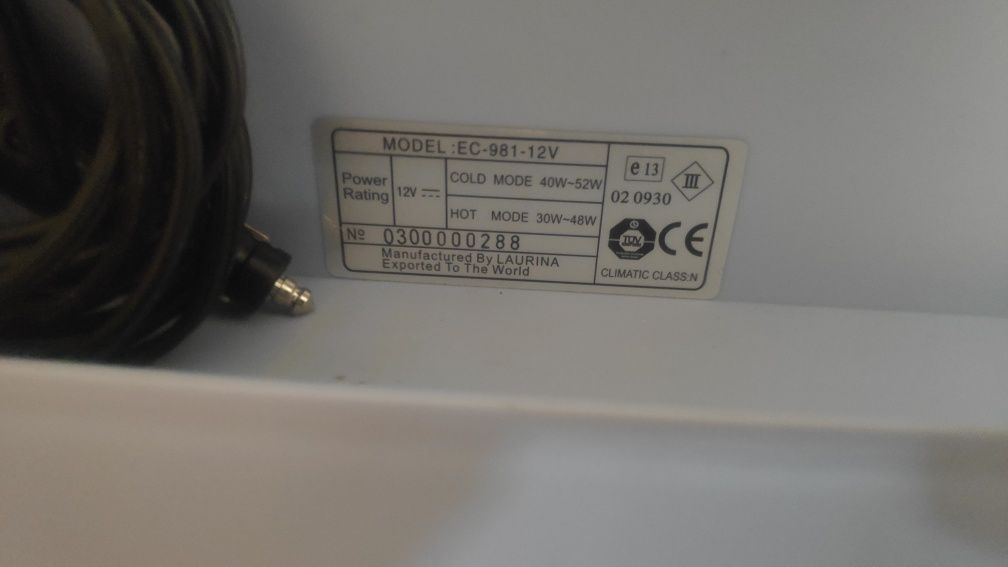 MODEL :EC-981-12V
Power Rating
12V
COLD MODE 40W~52W
HOT MODE 30W~48W
Nº 0300000288
Manufactured By LAURINA
Exported To The World
e 13
III
02 0930
TÜV
CE
CLIMATIC CLASS:N